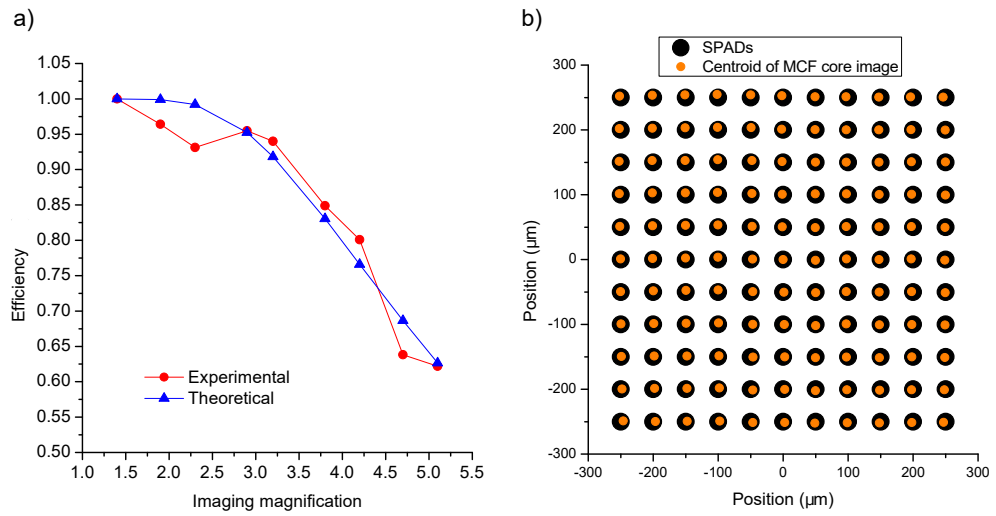 a)
1.05
1.00
0.95
0.90
0.85
0.80
0.75
0.70
0.65
0.60
0.55
0.50
Efficiency
Experimental
Theoretical
1.0 1.5 2.0 2.5 3.0 3.5 4.0 4.5 5.0 5.5
Imaging magnification
b)
SPADs
Centroid of MCF core image
300
200
100
0
-100
-200
-300
Position (µm)
-300 -200 -100 0 100 200 300
Position (µm)